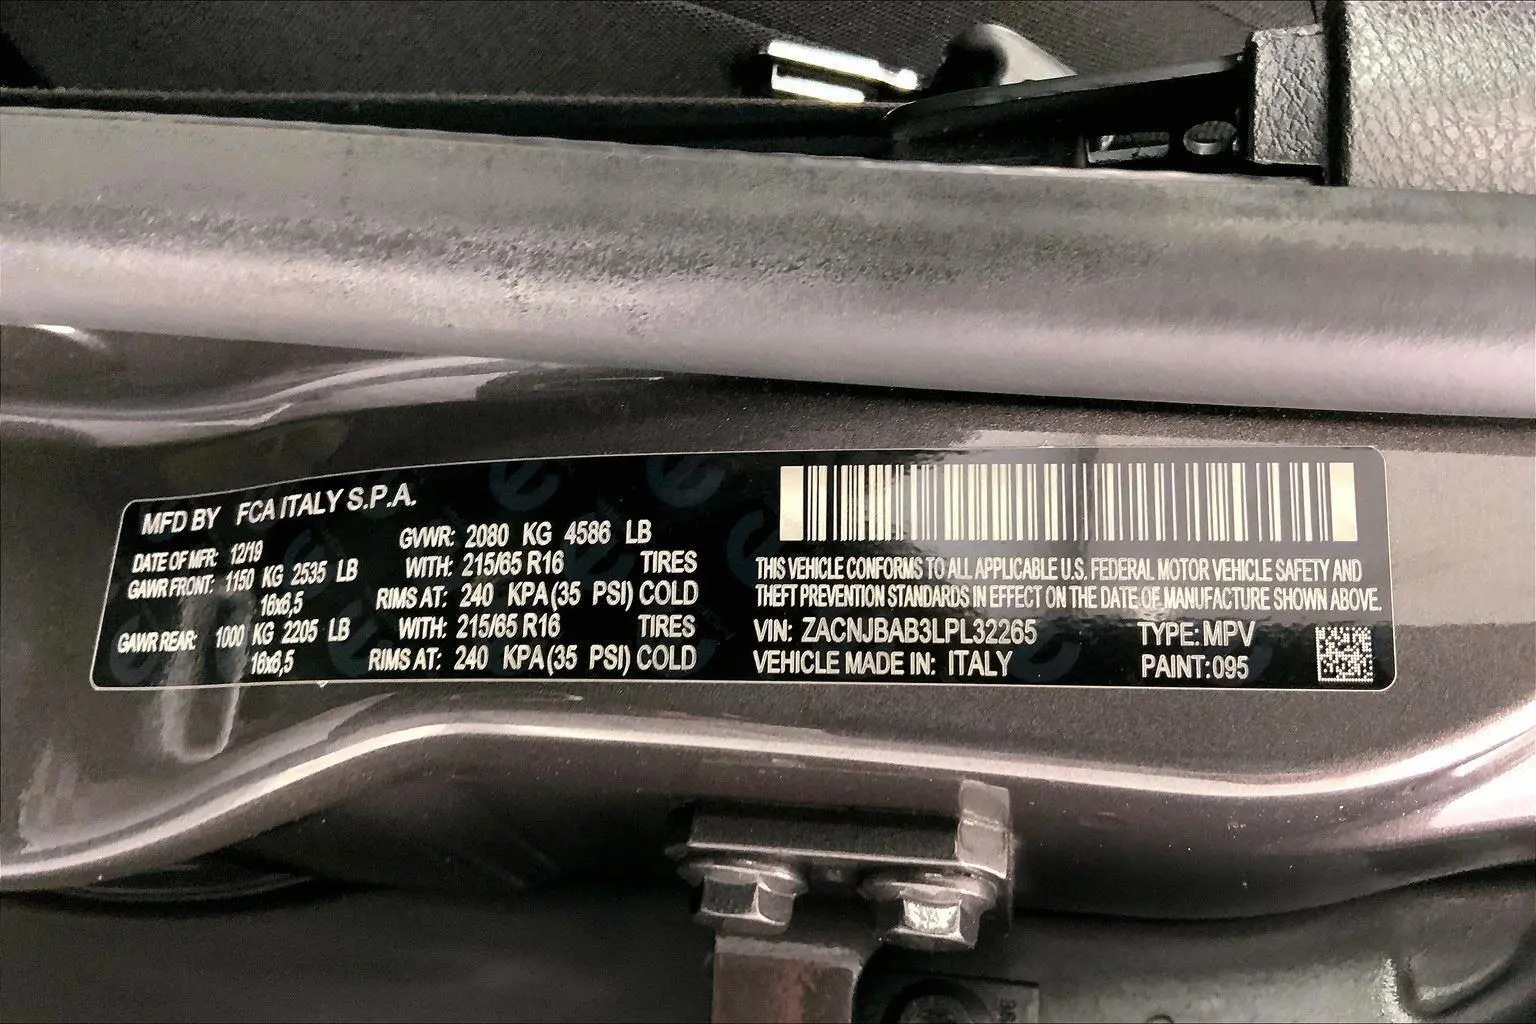 MFD BY FCA ITALY S.P.A.
DATE OF MFR: 12/19 GVWR: 2080 KG 4586 LB
GAWR FRONT: 1150 KG 2535 LB WITH: 215/65 R16 TIRES
16x6,5 RIMS AT: 240 KPA (35 PSI) COLD
GAWR REAR: 1000 KG 2205 LB WITH: 215/65 R16 TIRES
16x6,5 RIMS AT: 240 KPA (35 PSI) COLD
THIS VEHICLE CONFORMS TO ALL APPLICABLE U.S. FEDERAL MOTOR VEHICLE SAFETY AND
THEFT PREVENTION STANDARDS IN EFFECT ON THE DATE OF MANUFACTURE SHOWN ABOVE.
VIN: ZACNJBAB3LPL32265 TYPE: MPV
VEHICLE MADE IN: ITALY PAINT: 095